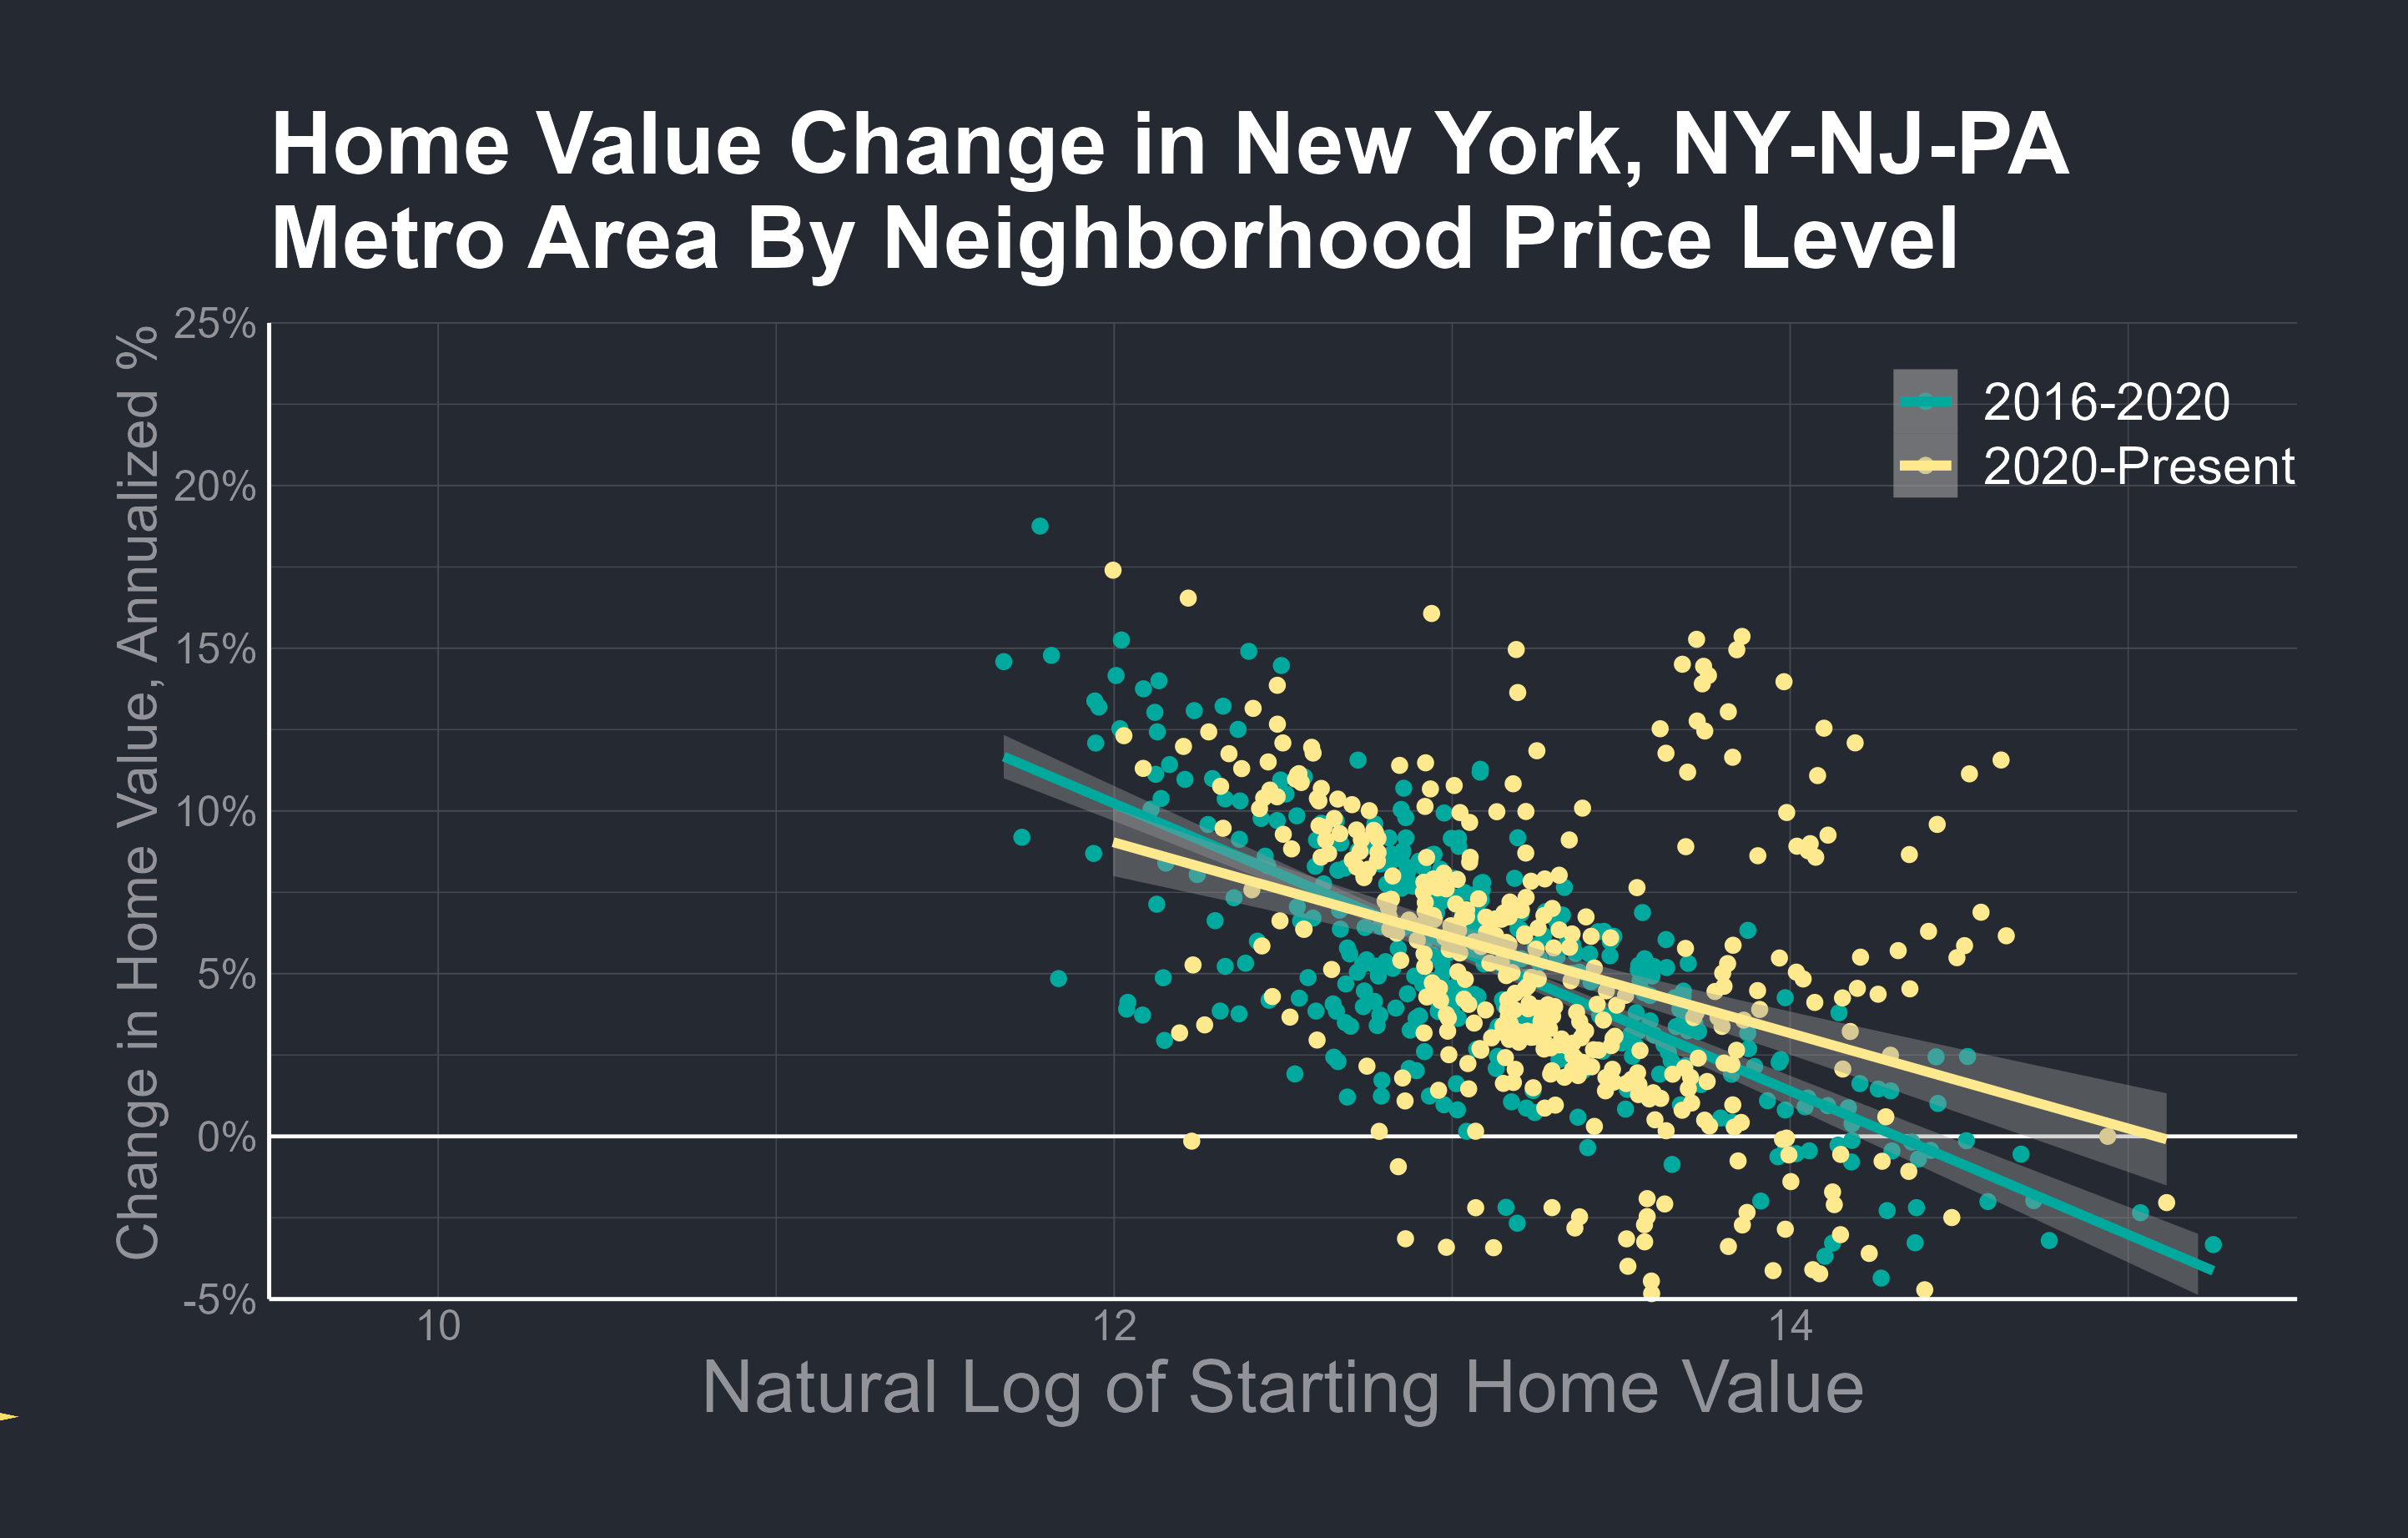 Home Value Change in New York, NY-NJ-PA
Metro Area By Neighborhood Price Level
Change in Home Value, Annualized %
25%
20%
15%
10%
5%
0%
-5%
2016-2020
2020-Present
10
12
14
Natural Log of Starting Home Value